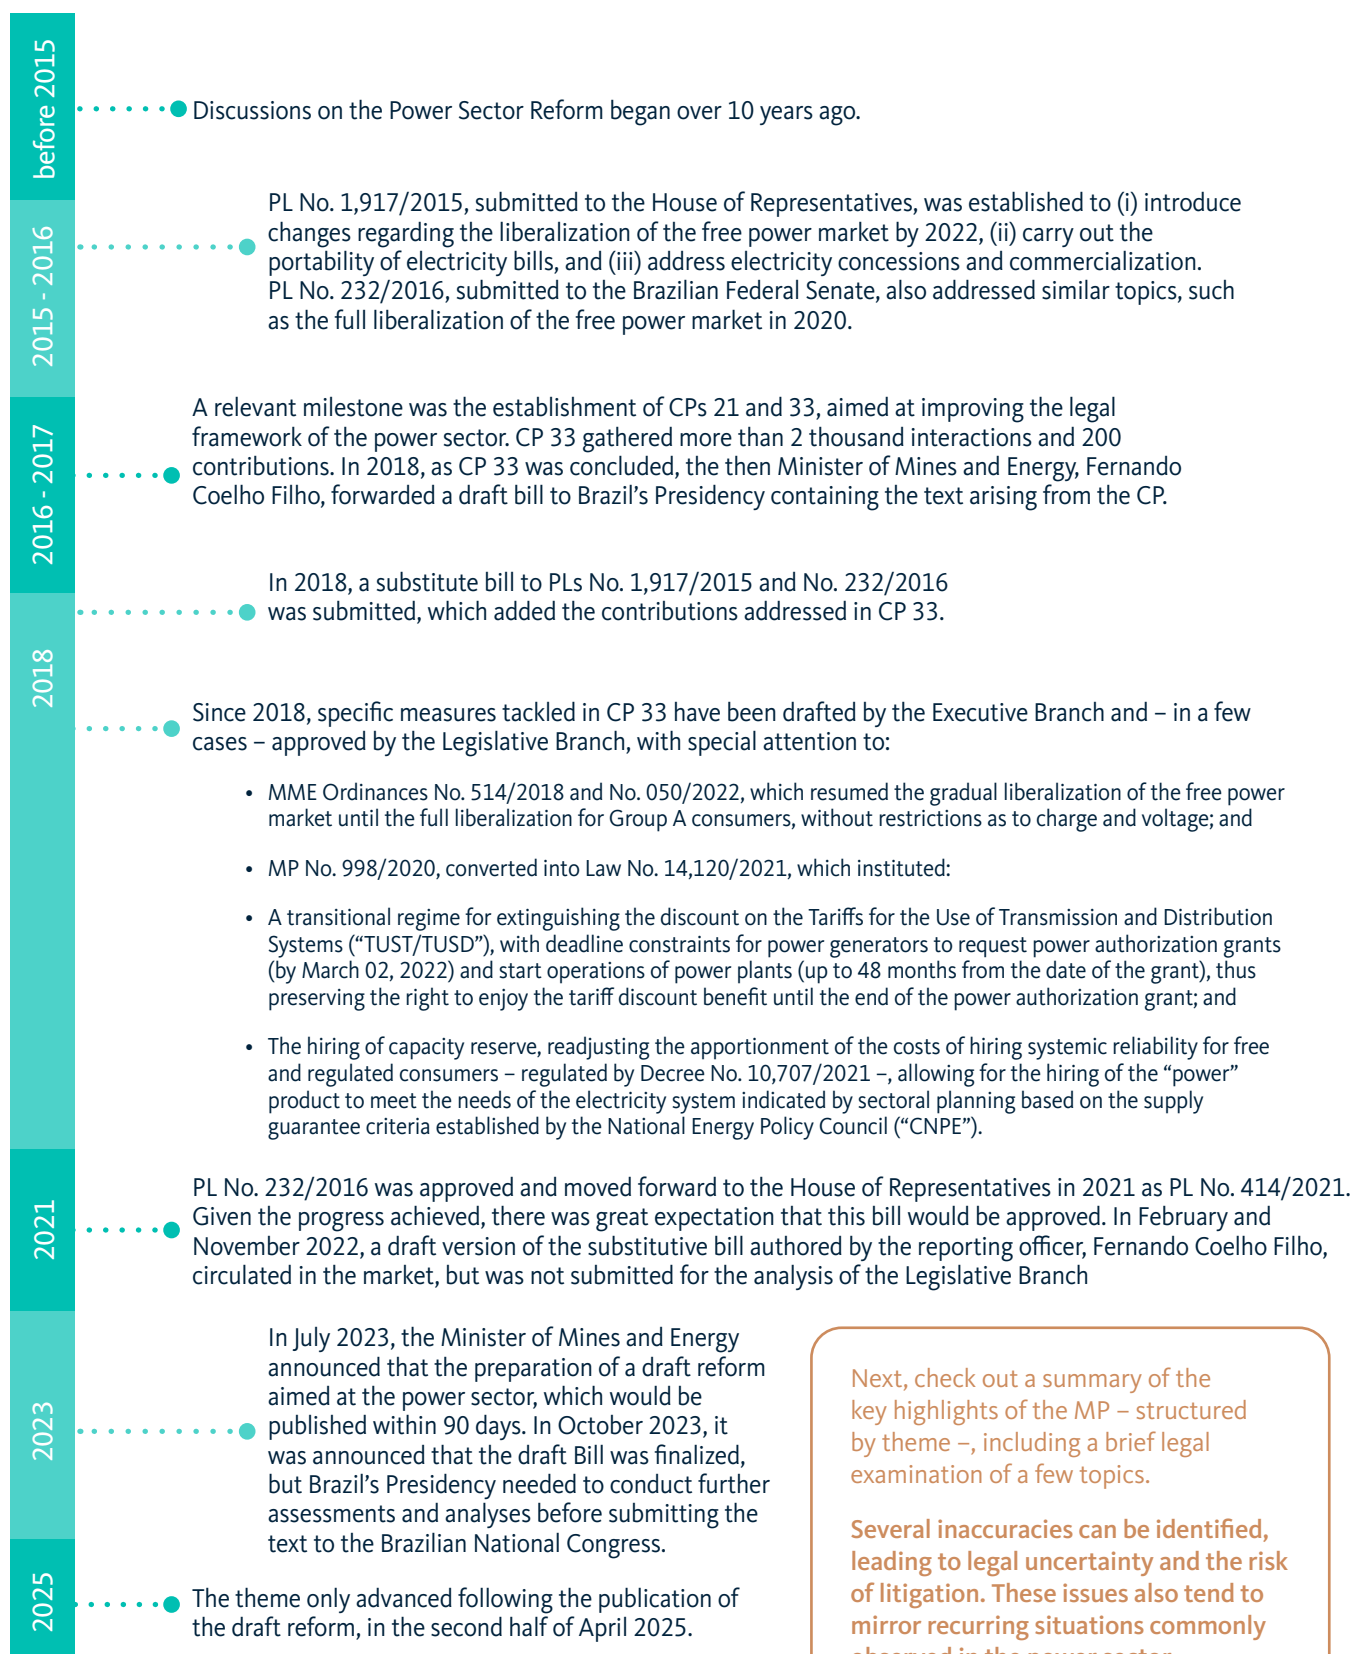 before 2015
Discussions on the Power Sector Reform began over 10 years ago.
2015 - 2016
PL No. 1,917/2015, submitted to the House of Representatives, was established to (i) introduce
changes regarding the liberalization of the free power market by 2022, (ii) carry out the
portability of electricity bills, and (iii) address electricity concessions and commercialization.
PL No. 232/2016, submitted to the Brazilian Federal Senate, also addressed similar topics, such
as the full liberalization of the free power market in 2020.
2016 - 2017
A relevant milestone was the establishment of CPs 21 and 33, aimed at improving the legal
framework of the power sector. CP 33 gathered more than 2 thousand interactions and 200
contributions. In 2018, as CP 33 was concluded, the then Minister of Mines and Energy, Fernando
Coelho Filho, forwarded a draft bill to Brazil's Presidency containing the text arising from the CP.
2018
In 2018, a substitute bill to PLs No. 1,917/2015 and No. 232/2016
was submitted, which added the contributions addressed in CP 33.
Since 2018, specific measures tackled in CP 33 have been drafted by the Executive Branch and – in a few
cases – approved by the Legislative Branch, with special attention to:
• MME Ordinances No. 514/2018 and No. 050/2022, which resumed the gradual liberalization of the free power
market until the full liberalization for Group A consumers, without restrictions as to charge and voltage; and
• MP No. 998/2020, converted into Law No. 14,120/2021, which instituted:
• A transitional regime for extinguishing the discount on the Tariffs for the Use of Transmission and Distribution
Systems ("TUST/TUSD"), with deadline constraints for power generators to request power authorization grants
(by March 02, 2022) and start operations of power plants (up to 48 months from the date of the grant), thus
preserving the right to enjoy the tariff discount benefit until the end of the power authorization grant; and
• The hiring of capacity reserve, readjusting the apportionment of the costs of hiring systemic reliability for free
and regulated consumers – regulated by Decree No. 10,707/2021 –, allowing for the hiring of the "power"
product to meet the needs of the electricity system indicated by sectoral planning based on the supply
guarantee criteria established by the National Energy Policy Council ("CNPE").
2021
PL No. 232/2016 was approved and moved forward to the House of Representatives in 2021 as PL No. 414/2021.
Given the progress achieved, there was great expectation that this bill would be approved. In February and
November 2022, a draft version of the substitutive bill authored by the reporting officer, Fernando Coelho Filho,
circulated in the market, but was not submitted for the analysis of the Legislative Branch
2023
In July 2023, the Minister of Mines and Energy
announced that the preparation of a draft reform
aimed at the power sector, which would be
published within 90 days. In October 2023, it
was announced that the draft Bill was finalized,
but Brazil's Presidency needed to conduct further
assessments and analyses before submitting the
text to the Brazilian National Congress.
2025
The theme only advanced following the publication of
the draft reform, in the second half of April 2025.
Next, check out a summary of the
key highlights of the MP – structured
by theme –, including a brief legal
examination of a few topics.
Several inaccuracies can be identified,
leading to legal uncertainty and the risk
of litigation. These issues also tend to
mirror recurring situations commonly
observed in the power sector